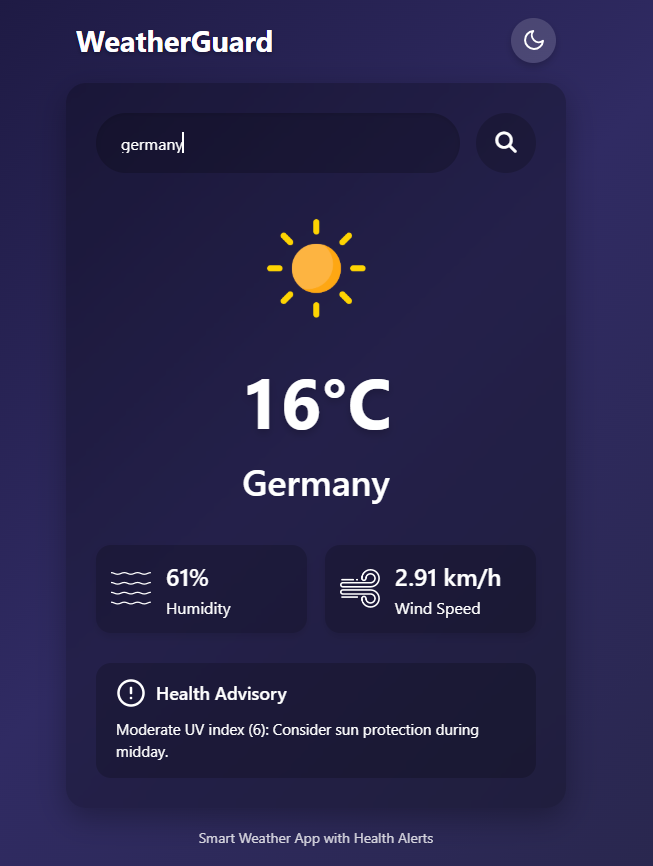 WeatherGuard
germany
16°C
Germany
61%
Humidity
2.91 km/h
Wind Speed
Health Advisory
Moderate UV index (6): Consider sun protection during
midday.
Smart Weather App with Health Alerts